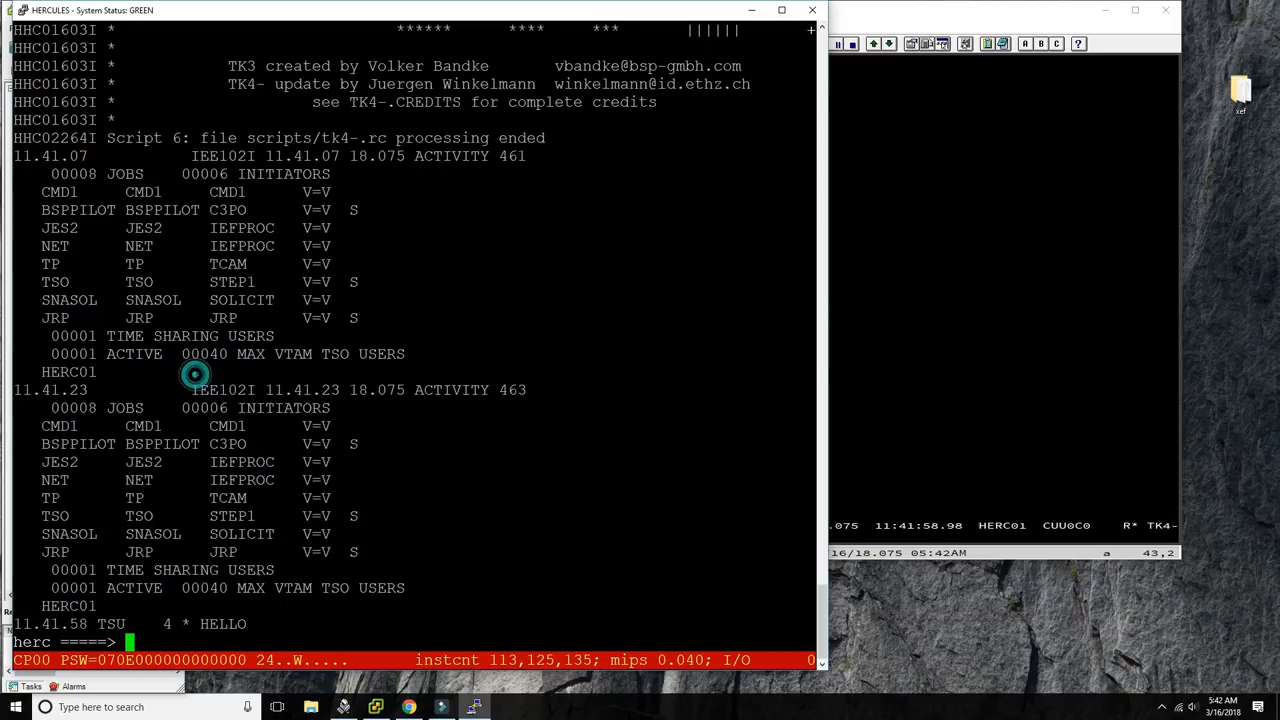 HERCULES - System Status: GREEN
HHC01603I * ****** **** *** |||||| +
HHC01603I *
HHC01603I * TK3 created by Volker Bandke vbandke@bsp-gmbh.com
HHC01603I * TK4- update by Juergen Winkelmann winkelmann@id.ethz.ch
HHC01603I * see TK4-.CREDITS for complete credits
HHC01603I *
HHC02264I Script 6: file scripts/tk4-.rc processing ended
11.41.07 IEE102I 11.41.07 18.075 ACTIVITY 461
00008 JOBS 00006 INITIATORS
CMD1 CMD1 CMD1 V=V
BSPPILOT BSPPILOT C3PO V=V S
JES2 JES2 IEFPROC V=V
NET NET IEFPROC V=V
TP TP TCAM V=V
TSO TSO STEP1 V=V S
SNASOL SNASOL SOLICIT V=V
JRP JRP JRP V=V S
00001 TIME SHARING USERS
00001 ACTIVE 00040 MAX VTAM TSO USERS
HERC01
11.41.23 IEE102I 11.41.23 18.075 ACTIVITY 463
00008 JOBS 00006 INITIATORS
CMD1 CMD1 CMD1 V=V
BSPPILOT BSPPILOT C3PO V=V S
JES2 JES2 IEFPROC V=V
NET NET IEFPROC V=V
TP TP TCAM V=V
TSO TSO STEP1 V=V S
SNASOL SNASOL SOLICIT V=V
JRP JRP JRP V=V S
00001 TIME SHARING USERS
00001 ACTIVE 00040 MAX VTAM TSO USERS
HERC01
11.41.58 TSU 4 * HELLO
herc =====>
CP00 PSW=070E000000000000 24..W..... instcnt 113,125,135; mips 0.040; I/O 0
A B C ?
.075 11:41:58.98 HERC01 CUU0C0 R* TK4-
16/18.075 05:42AM a 43,2
xef
Tasks Alarms
Type here to search
5:42 AM
3/16/2018